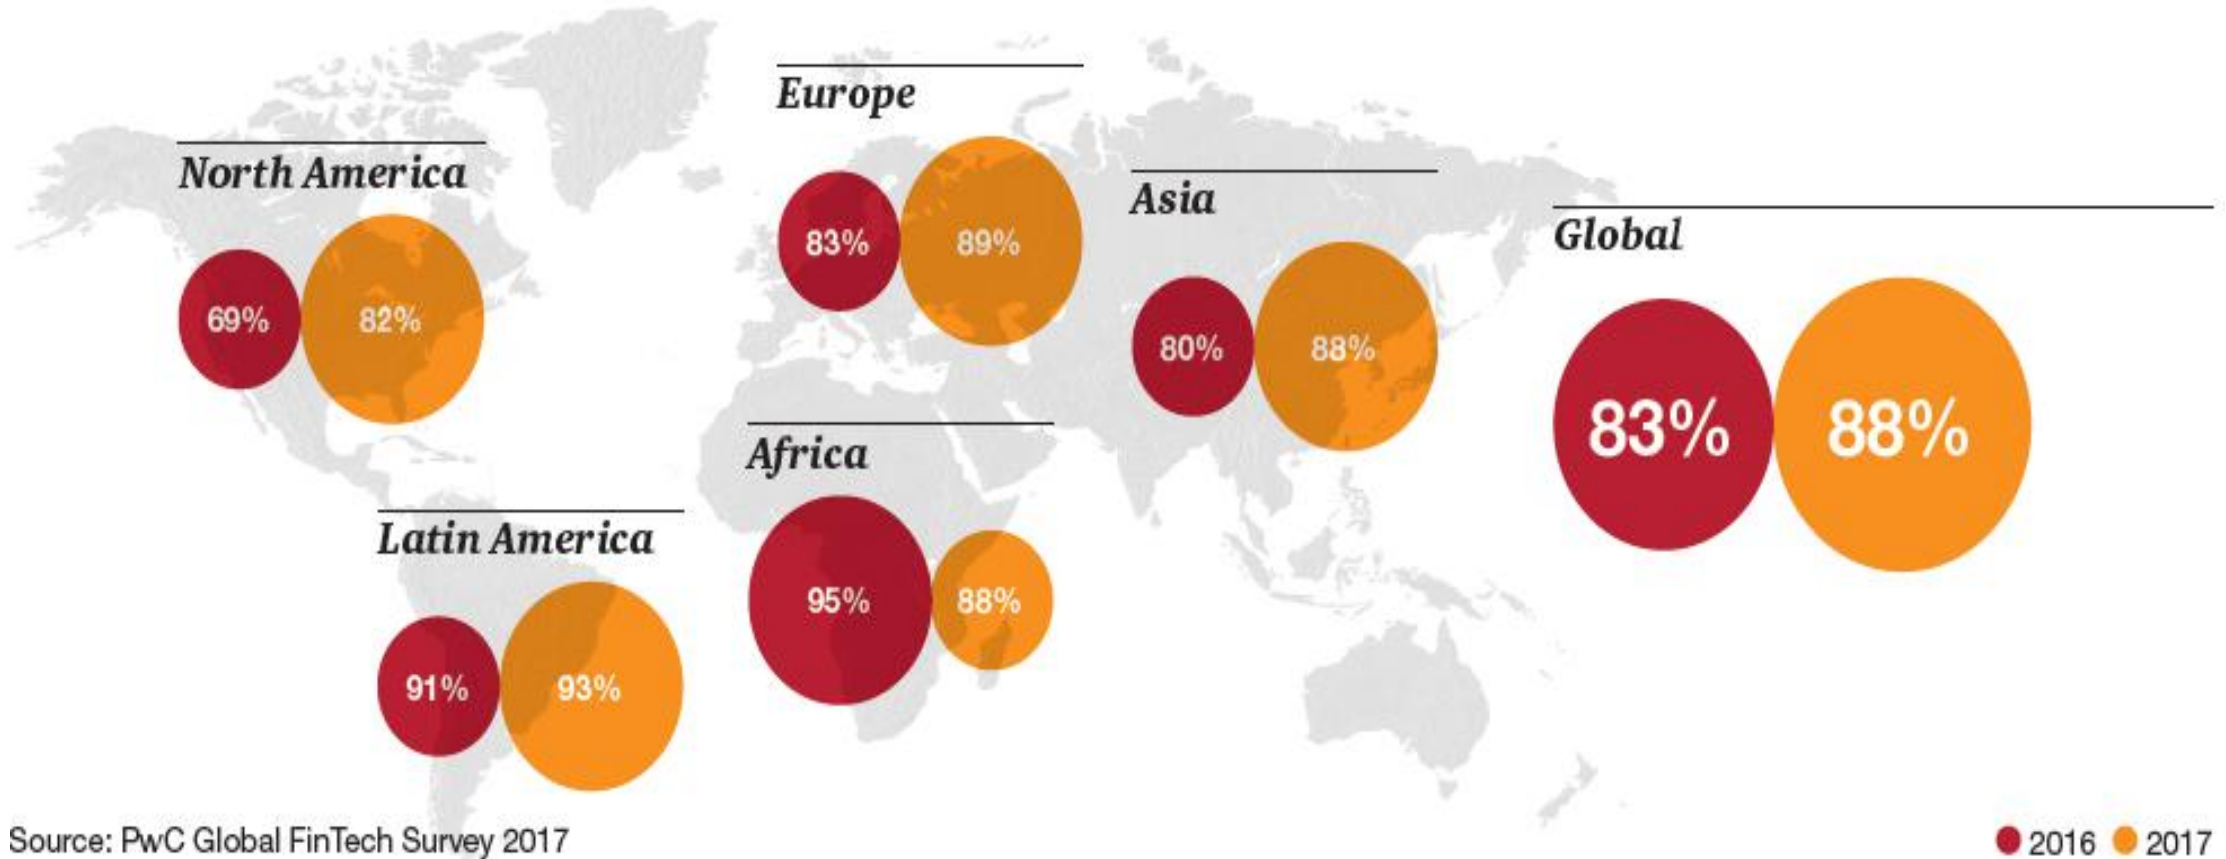 Europe
83% 89%
North America
69% 82%
Asia
80% 88%
Global
83% 88%
Africa
95% 88%
Latin America
91% 93%
Source: PwC Global FinTech Survey 2017
2016 2017